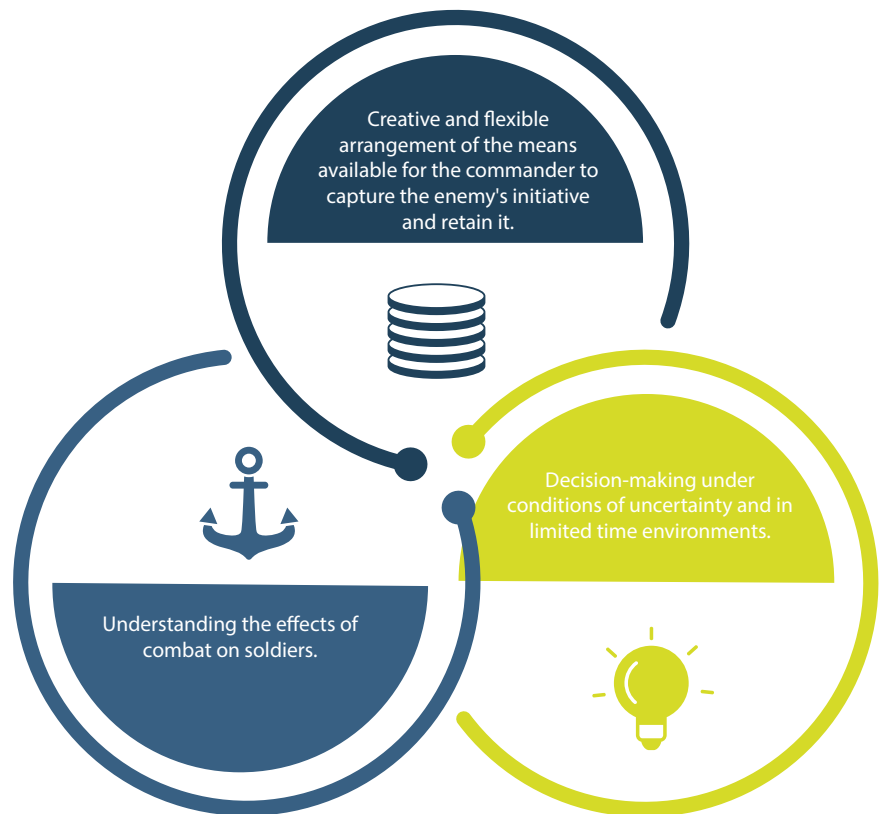 Creative and flexible
arrangement of the means
available for the commander to
capture the enemy's initiative
and retain it.
Decision-making under
conditions of uncertainty and in
limited time environments.
Understanding the effects of
combat on soldiers.